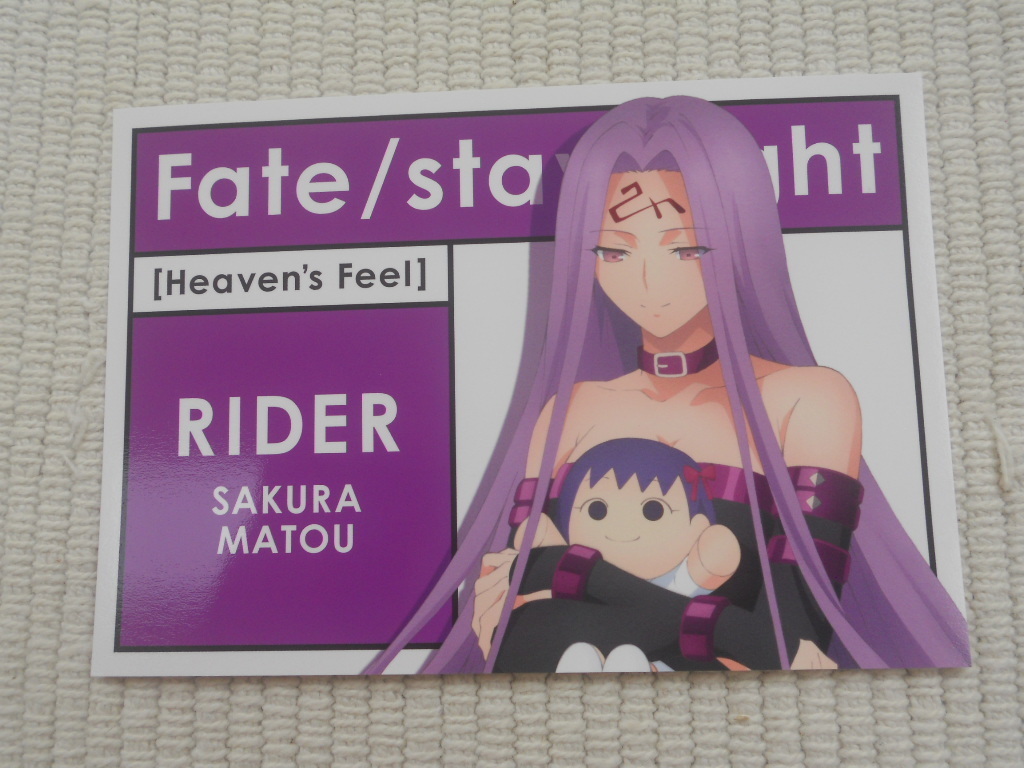 Fate/sta ght
[Heaven's Feel]
RIDER
SAKURA
MATOU